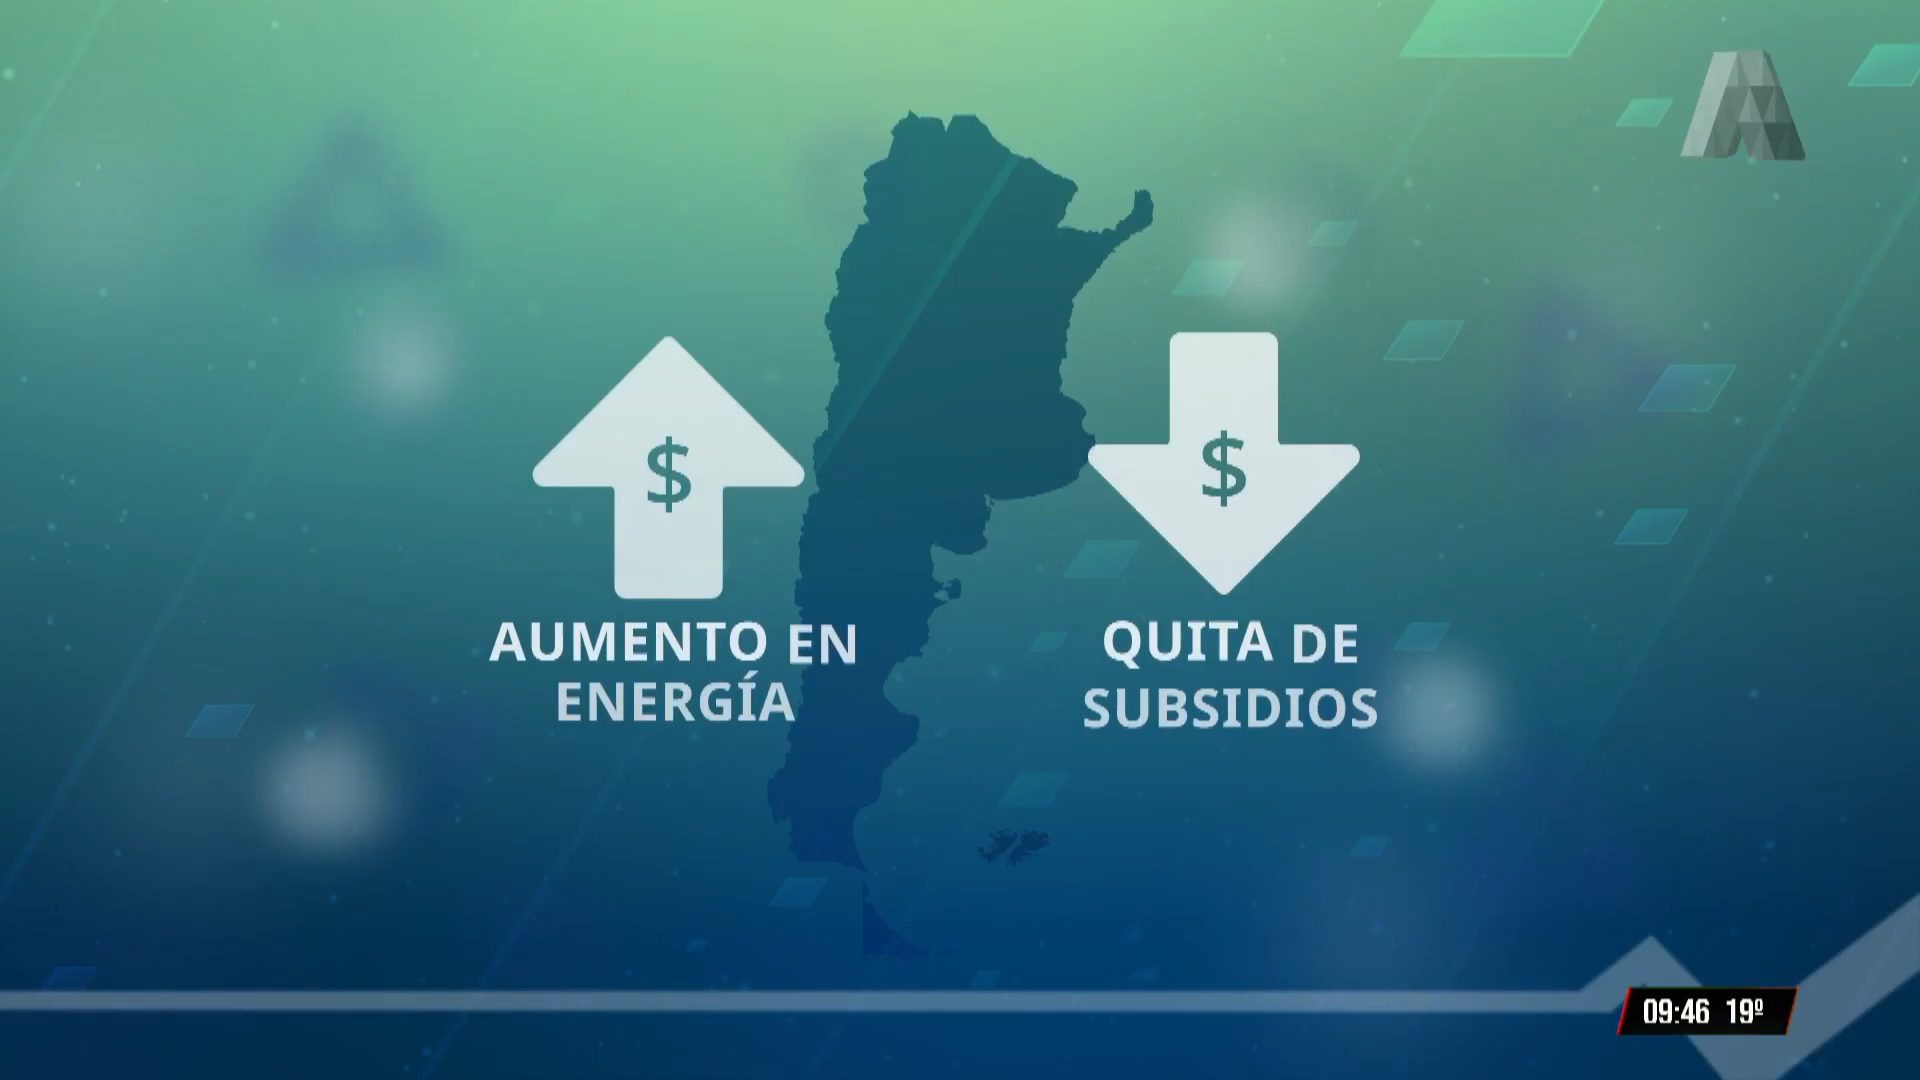 $
AUMENTO EN
ENERGÍA
$
QUITA DE
SUBSIDIOS
09:46 19º